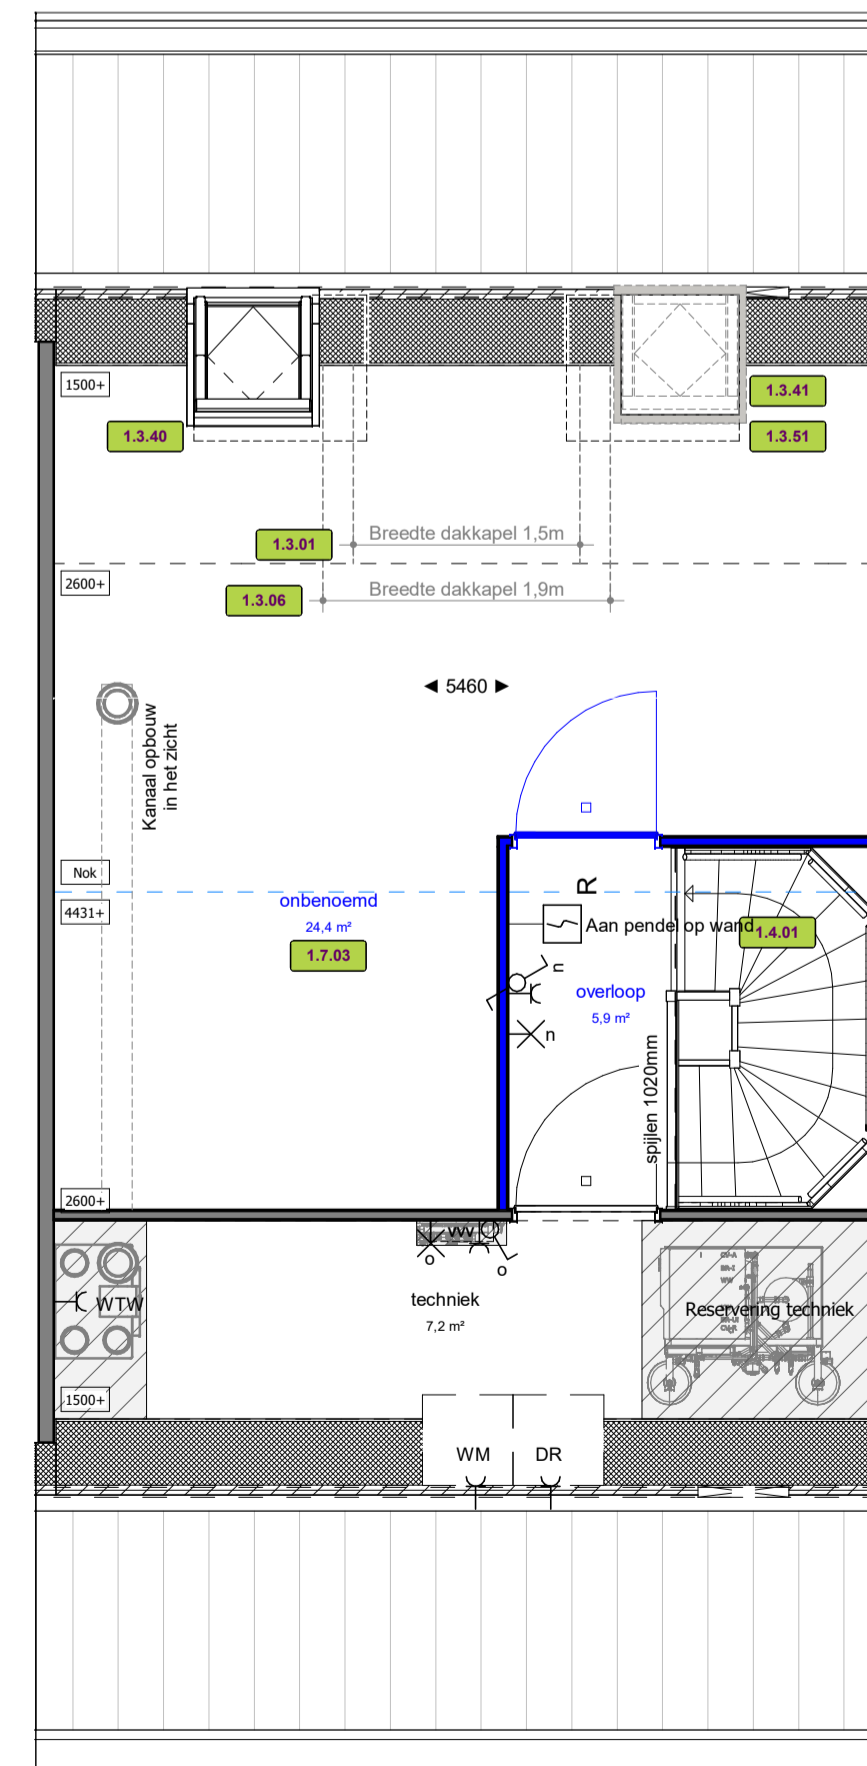 1500+
1.3.41
1.3.40
1.3.51
Breedte dakkapel 1,5m
1.3.01
2600+
Breedte dakkapel 1,9m
1.3.06
◄ 5460 ►
Kanaal opbouw
in het zicht
Nok
4431+
onbenoemd
24,4 m²
1.7.03
R
Aan pendel op wand
1.4.01
n
overloop
5,9 m²
n
spijlen 1020mm
2600+
VV
o
o
WTW
techniek
7,2 m²
CV-A
WW
Reservering techniek
1500+
WM
DR